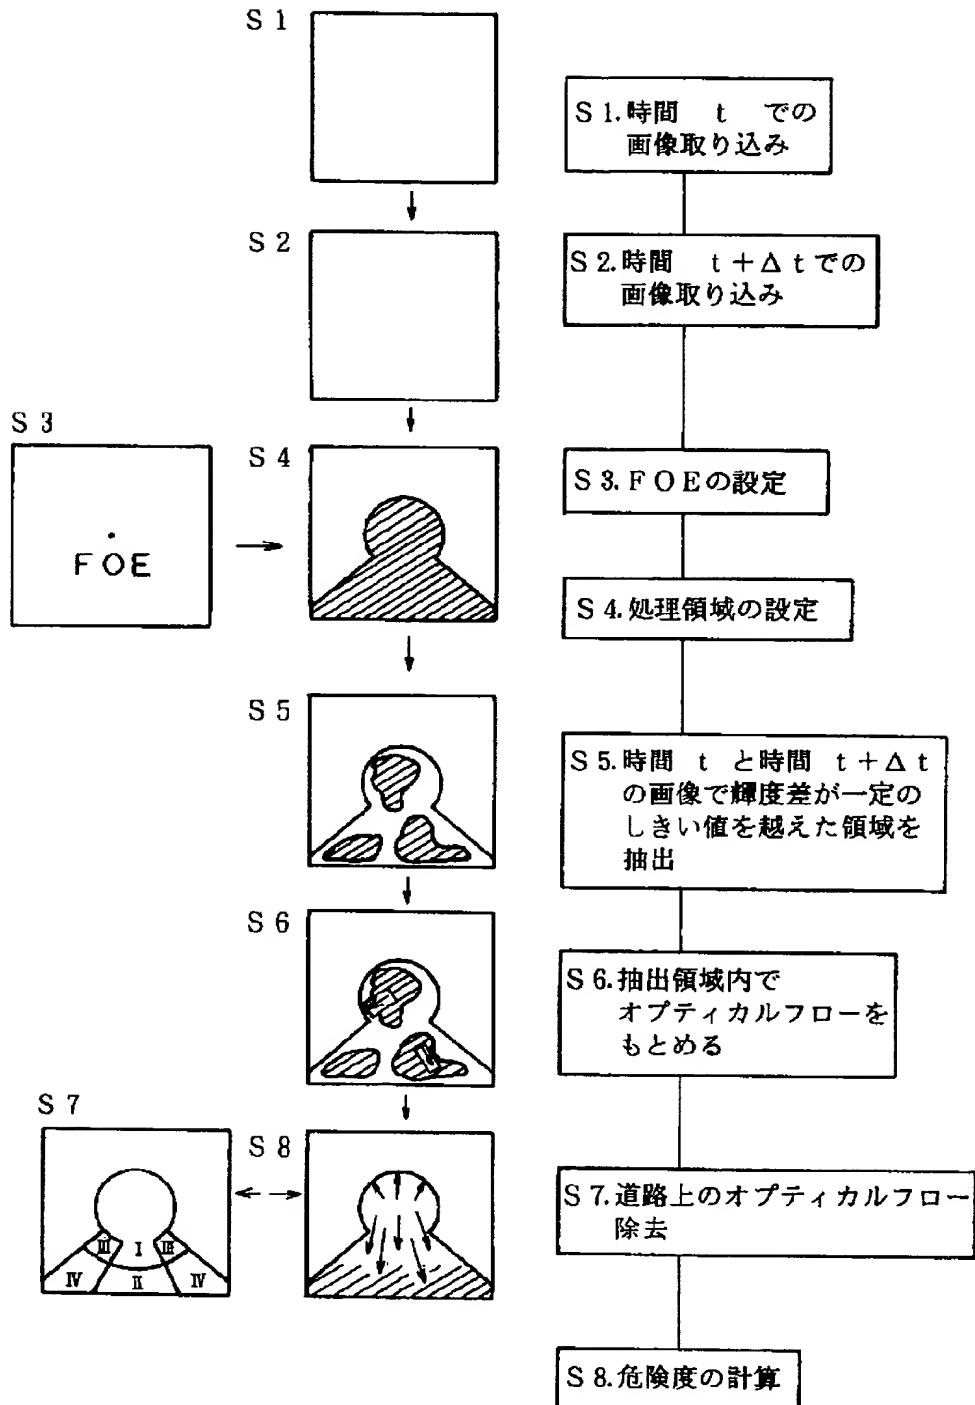 S 1
S 2
S 3
FOE
S 4
S 5
S 6
S 7
III
I
III
IV
II
IV
S 8
S 1.時間 t での
画像取り込み
S 2.時間 t+Δtでの
画像取り込み
S 3.FOEの設定
S 4.処理領域の設定
S 5.時間 t と時間 t+Δt
の画像で輝度差が一定の
しきい値を越えた領域を
抽出
S 6.抽出領域内で
オプティカルフローを
もとめる
S 7.道路上のオプティカルフロー
除去
S 8.危険度の計算